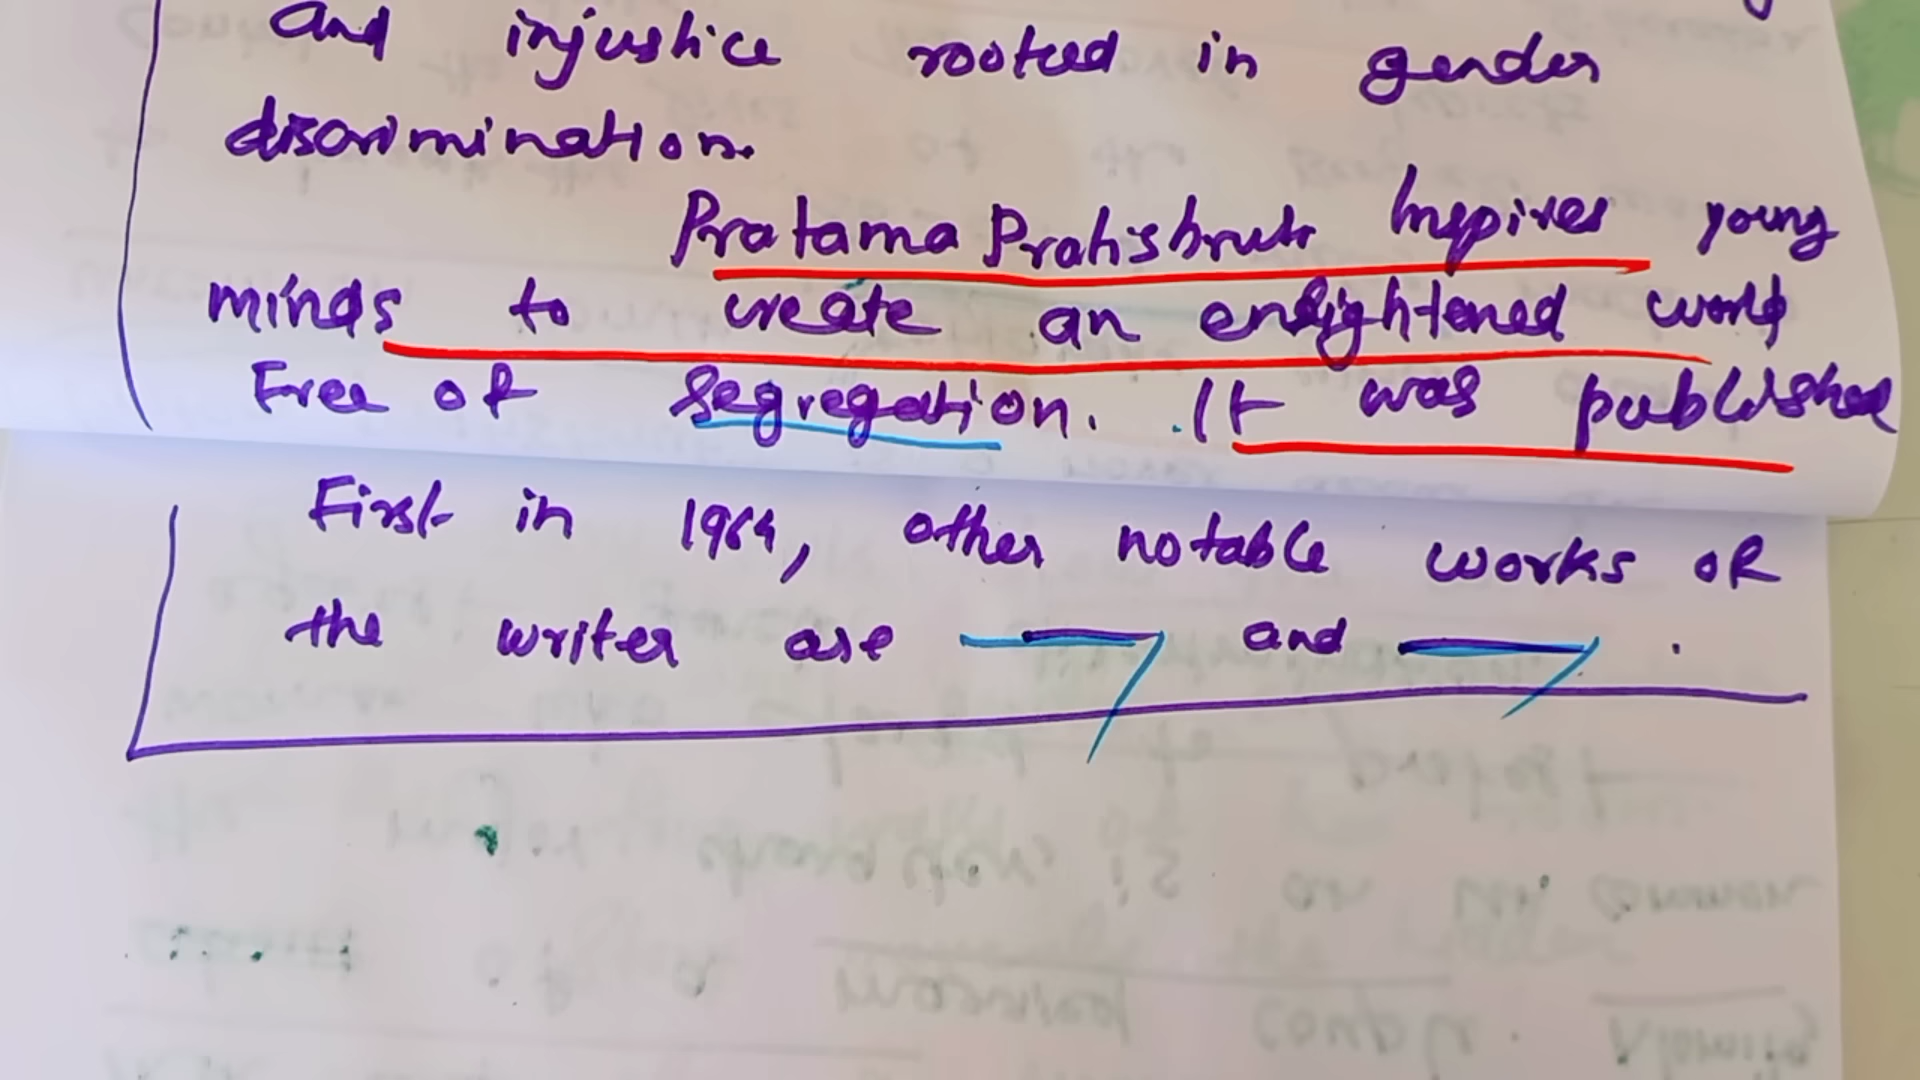 and injustice rooted in gender
discrimination.
Pratama Pratishruti Inspires young
minds to create an enlightened world
Free of segregation. It was published
First in 1964, other notable works of
the writer are — and — .